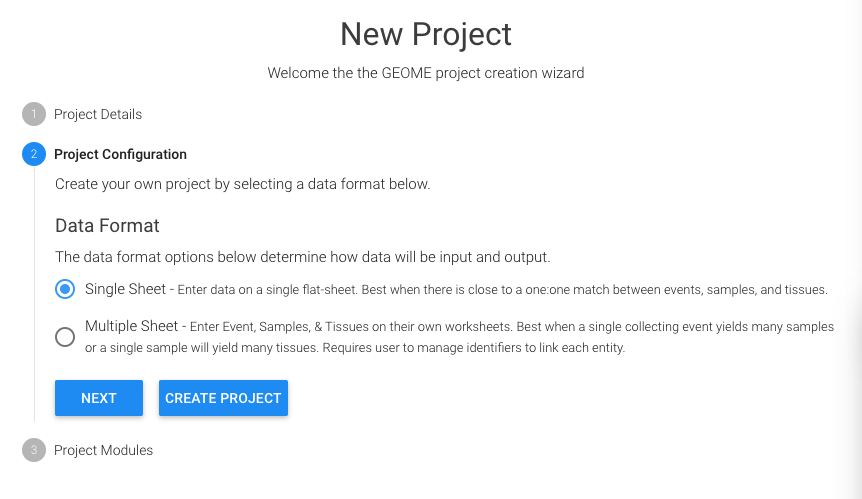 New Project
Welcome the the GEOME project creation wizard
1 Project Details
2 Project Configuration
Create your own project by selecting a data format below.
Data Format
The data format options below determine how data will be input and output.
Single Sheet - Enter data on a single flat-sheet. Best when there is close to a one:one match between events, samples, and tissues.
Multiple Sheet - Enter Event, Samples, & Tissues on their own worksheets. Best when a single collecting event yields many samples
or a single sample will yield many tissues. Requires user to manage identifiers to link each entity.
NEXT CREATE PROJECT
3 Project Modules